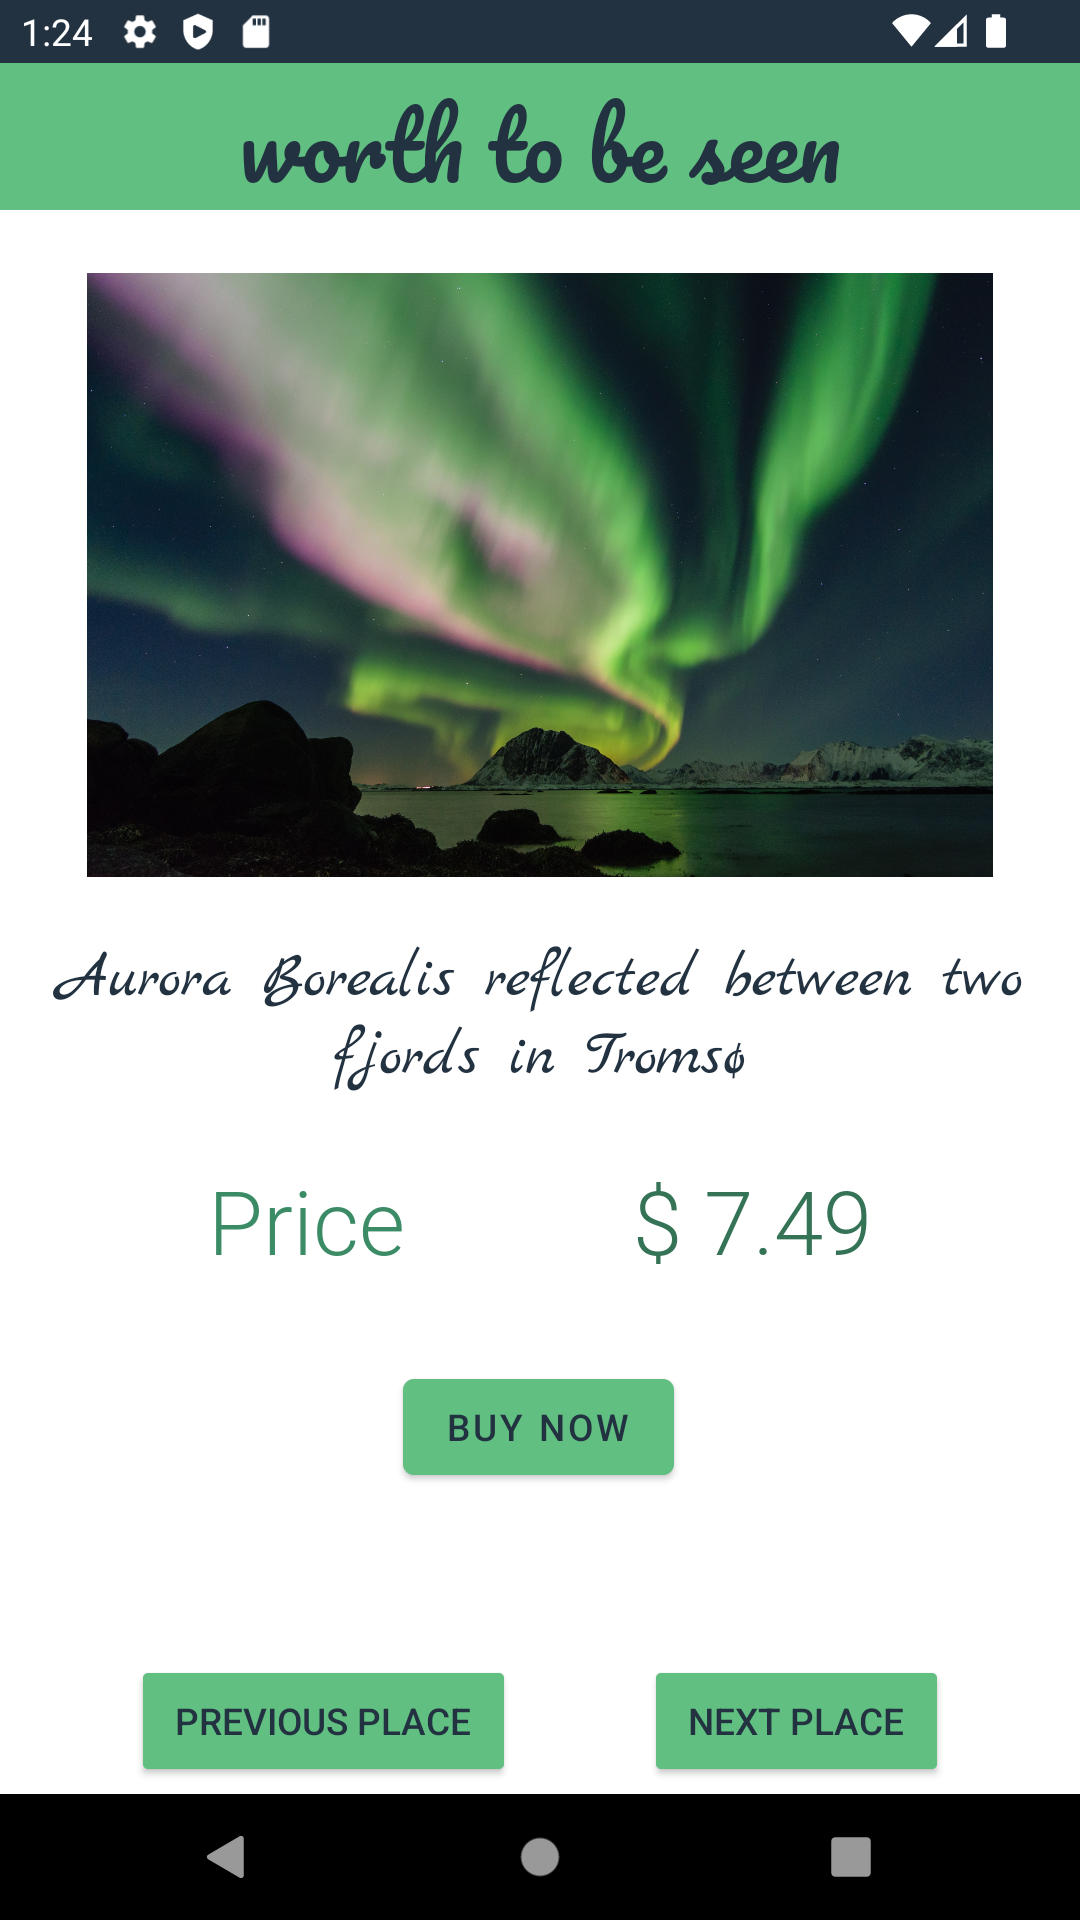 1:24
worth to be seen
Aurora Borealis reflected between two
fjords in Tromsø
Price
$ 7.49
BUY NOW
PREVIOUS PLACE
NEXT PLACE